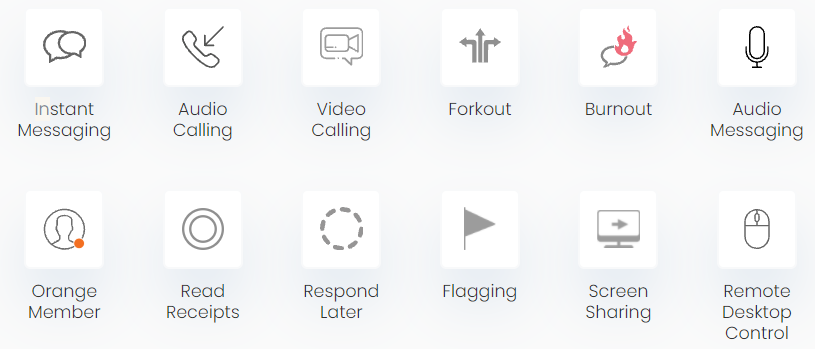 Instant
Messaging
Audio
Calling
Video
Calling
Forkout
Burnout
Audio
Messaging
Orange
Member
Read
Receipts
Respond
Later
Flagging
Screen
Sharing
Remote
Desktop
Control